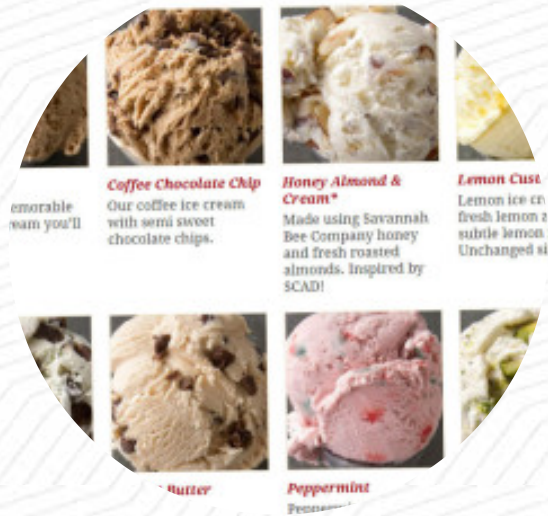 emorable
eam you'll
Coffee Chocolate Chip
Our coffee ice cream
with semi sweet
chocolate chips.
Honey Almond &
Cream*
Made using Savannah
Bee Company honey
and fresh roasted
almonds. Inspired by
SCAD!
Lemon Cust
Lemon ice cr
fresh lemon a
subtle lemon
Unchanged si
Butter
Peppermint